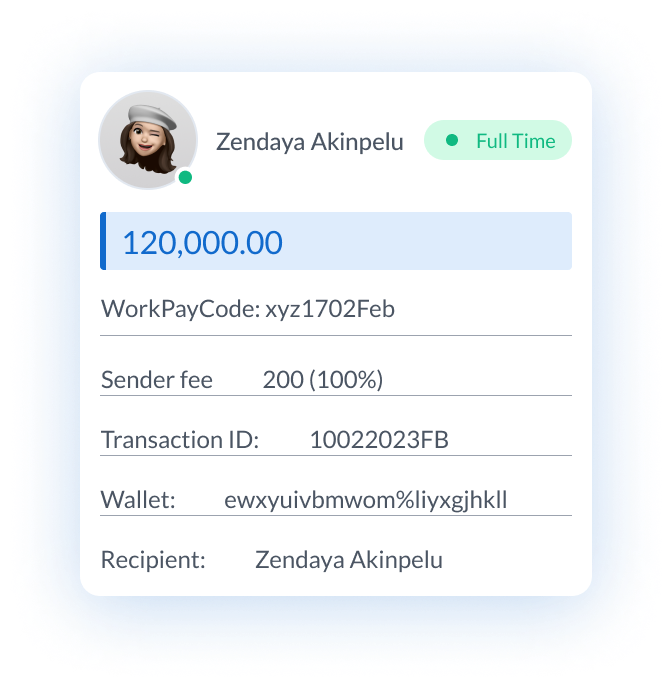 Zendaya Akinpelu
Full Time
120,000.00
WorkPayCode: xyz1702Feb
Sender fee 200 (100%)
Transaction ID: 10022023FB
Wallet: ewxyuivbmwom%liyxgjhkll
Recipient: Zendaya Akinpelu